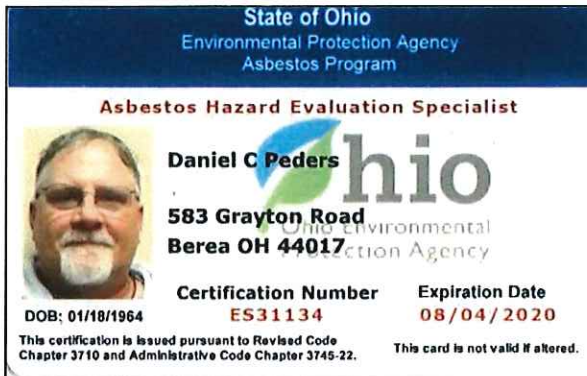 State of Ohio
Environmental Protection Agency
Asbestos Program
Asbestos Hazard Evaluation Specialist
Daniel C Peders
hio
583 Grayton Road
Ohio Environmental
Berea OH 44017
Protection Agency
Certification Number
Expiration Date
DOB: 01/18/1964
ES31134
08/04/2020
This certification is issued pursuant to Revised Code
Chapter 3710 and Administrative Code Chapter 3745-22.
This card is not valid if altered.